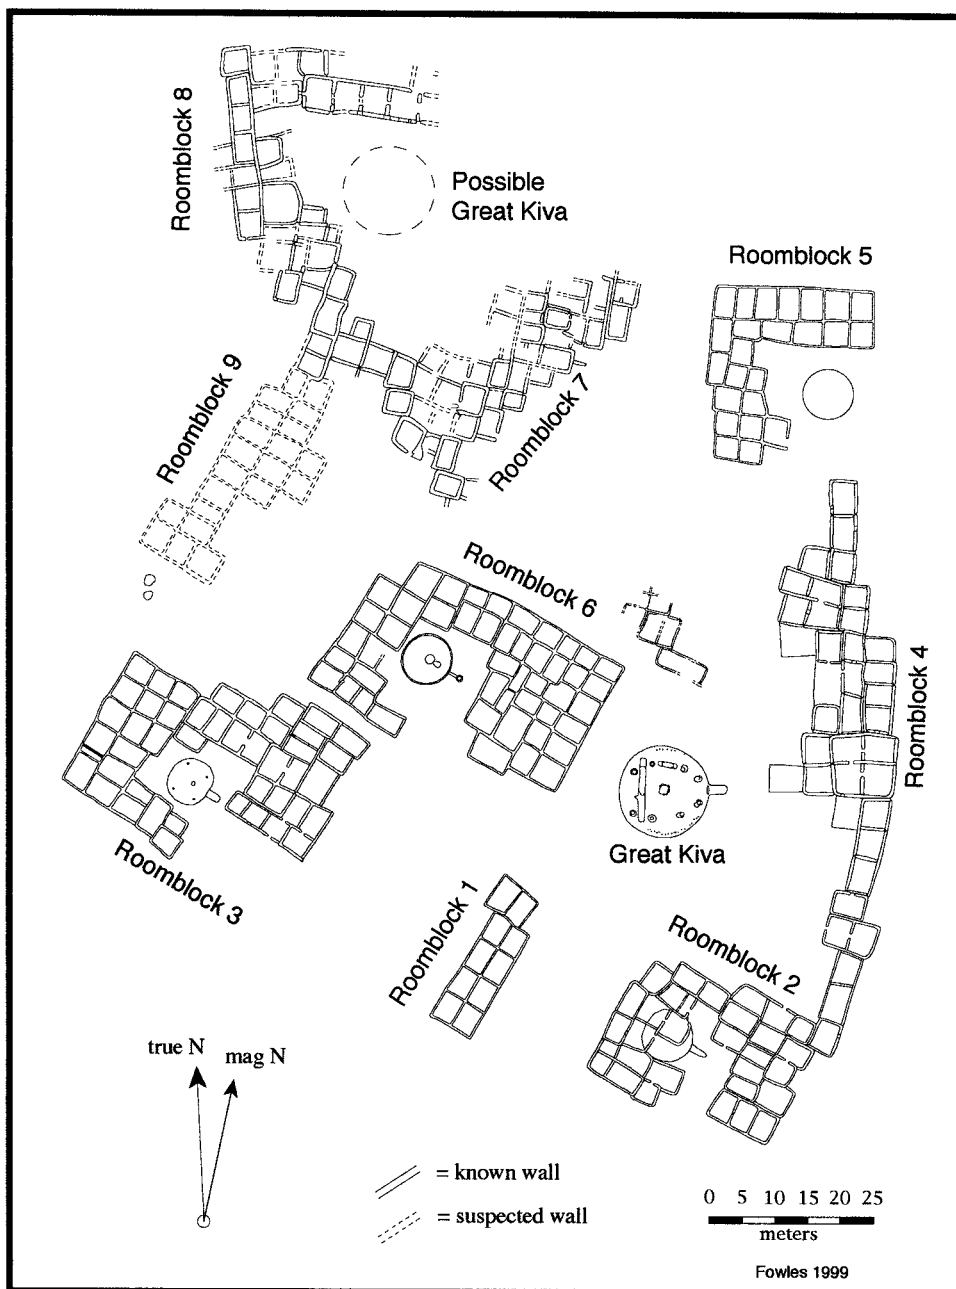 Roomblock 8
Possible
Great Kiva
Roomblock 5
Roomblock 9
Roomblock 7
Roomblock 6
Roomblock 4
Great Kiva
Roomblock 3
Roomblock 1
Roomblock 2
true N
mag N
= known wall
= suspected wall
0 5 10 15 20 25
meters
Fowles 1999